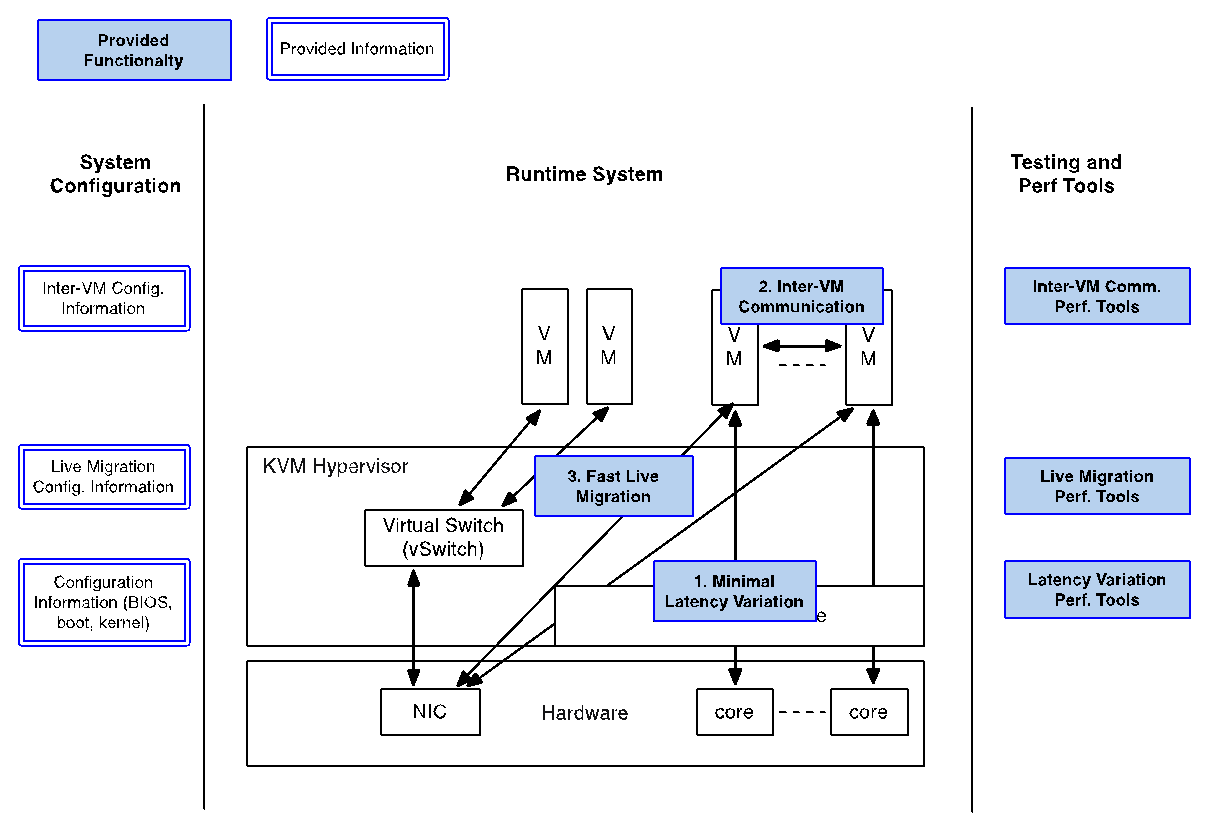 Provided
Functionalty
Provided Information
System
Configuration
Runtime System
Testing and
Perf Tools
Inter-VM Config.
Information
2. Inter-VM
Communication
Inter-VM Comm.
Perf. Tools
V
M
V
M
V
M
V
M
KVM Hypervisor
Live Migration
Config. Information
3. Fast Live
Migration
Live Migration
Perf. Tools
Virtual Switch
(vSwitch)
Configuration
Information (BIOS,
boot, kernel)
1. Minimal
Latency Variation
Latency Variation
Perf. Tools
NIC
Hardware
core
core